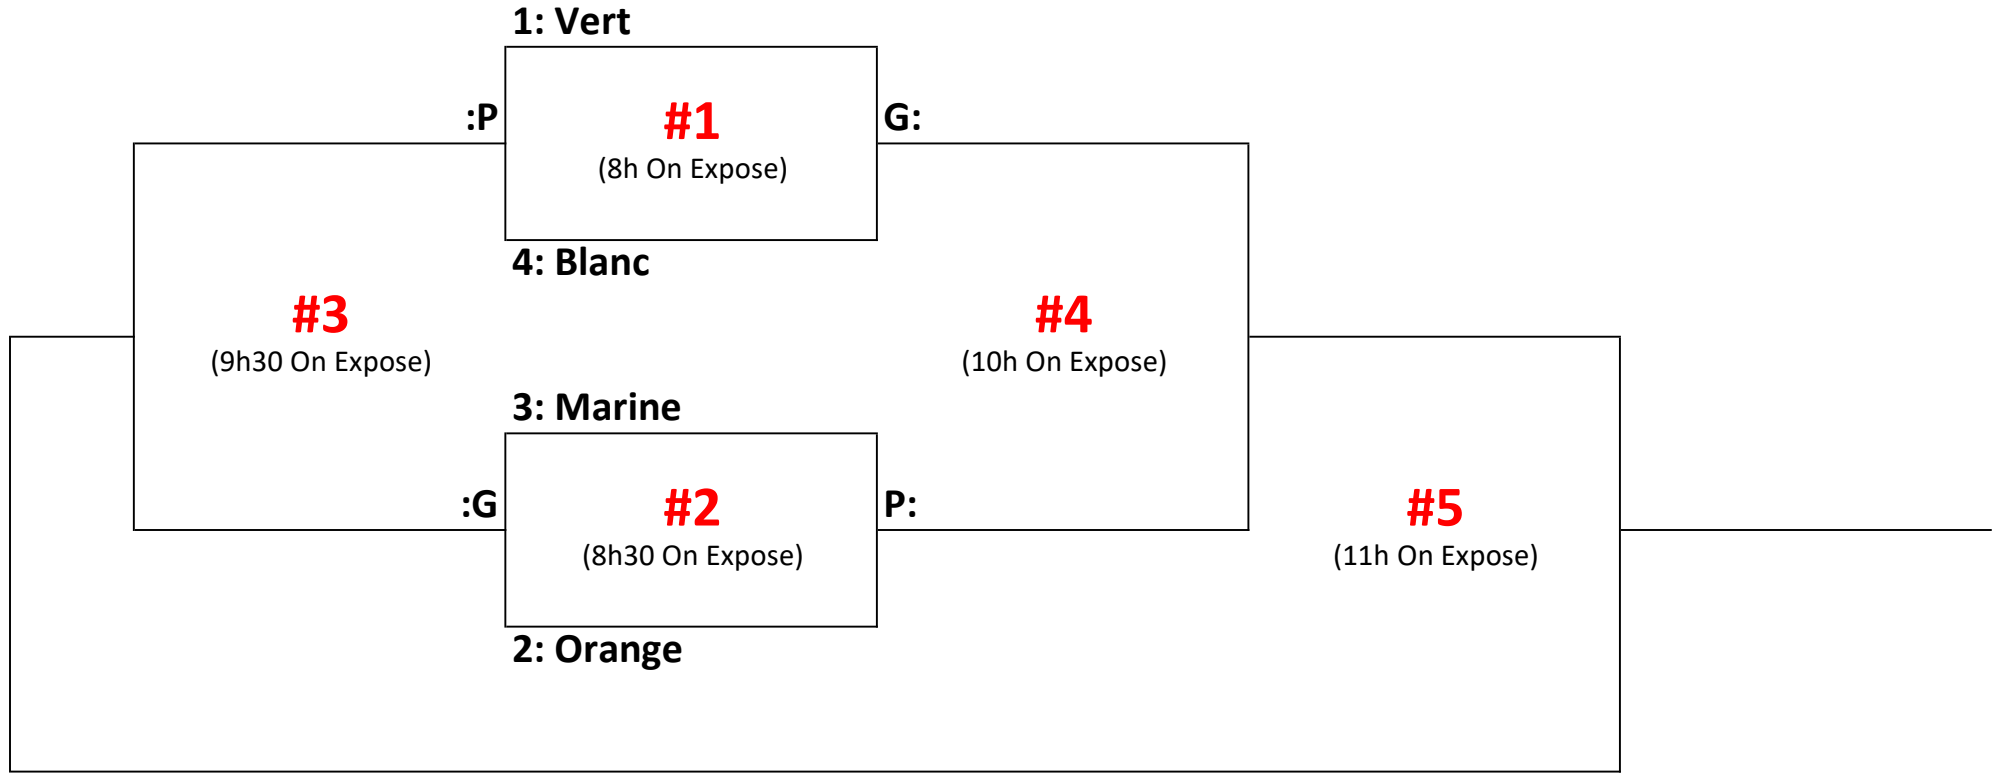 1: Vert
:P
#1
G:
(8h On Expose)
4: Blanc
#3
#4
(9h30 On Expose)
(10h On Expose)
3: Marine
:G
#2
P:
#5
(8h30 On Expose)
(11h On Expose)
2: Orange